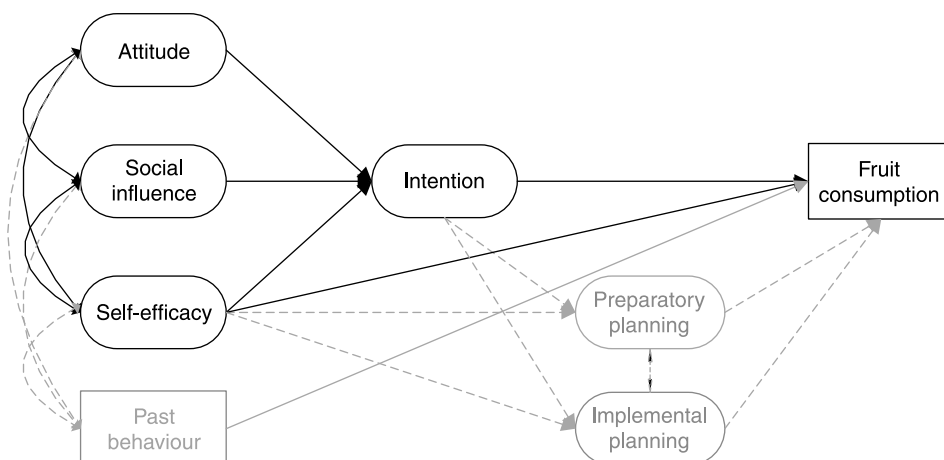 Attitude
Social
influence
Intention
Fruit
consumption
Self-efficacy
Preparatory
planning
Past
behaviour
Implemental
planning